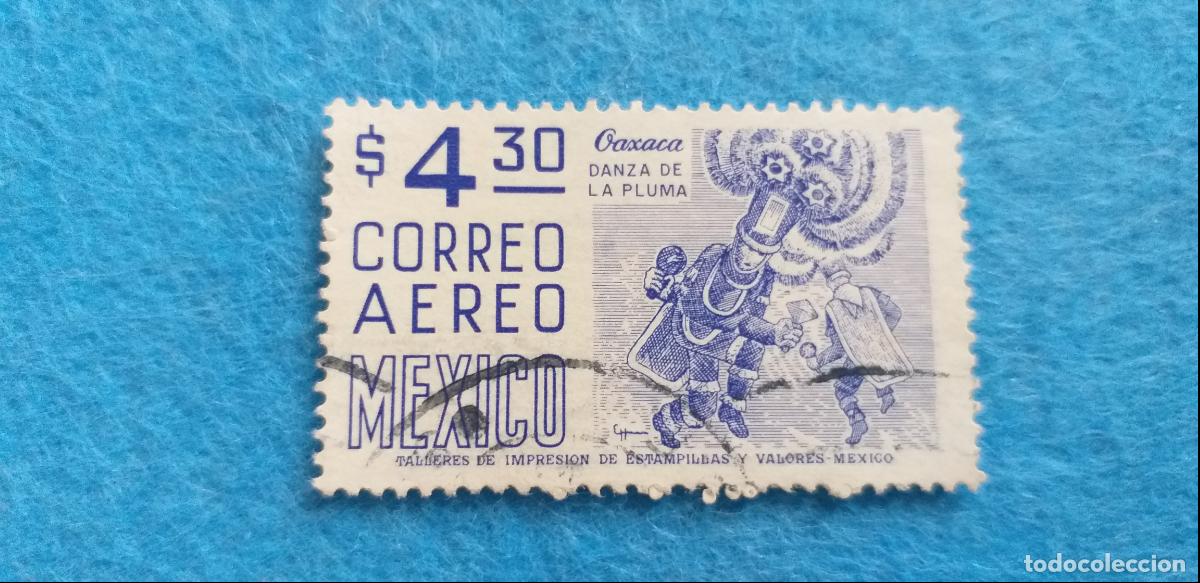 $ 4 30
CORREO
AEREO
MEXICO
Oaxaca
DANZA DE
LA PLUMA
TALLERES DE IMPRESION DE ESTAMPILLAS Y VALORES-MEXICO
todocoleccion